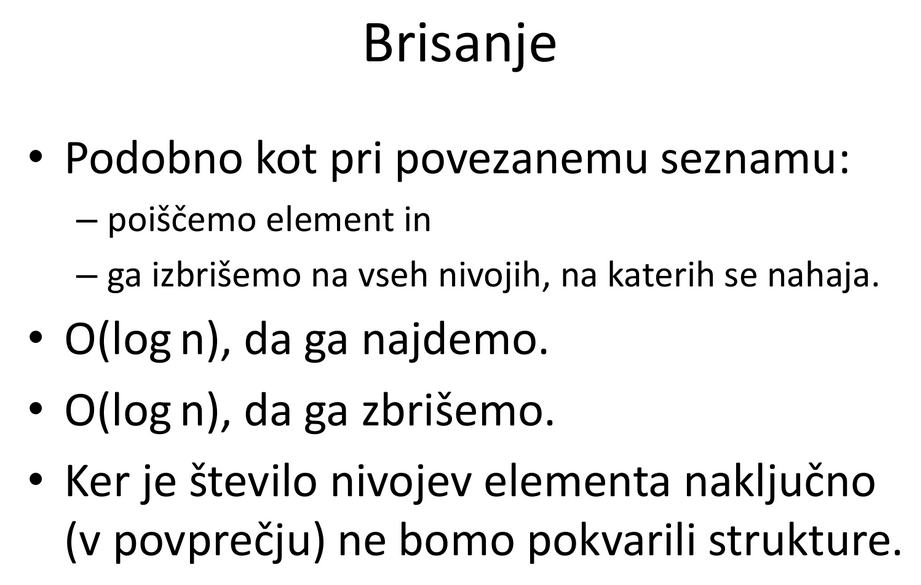 Brisanje
• Podobno kot pri povezanemu seznamu:
– poiščemo element in
– ga izbrišemo na vseh nivojih, na katerih se nahaja.
• O(log n), da ga najdemo.
• O(log n), da ga zbrišemo.
• Ker je število nivojev elementa naključno
(v povprečju) ne bomo pokvarili strukture.